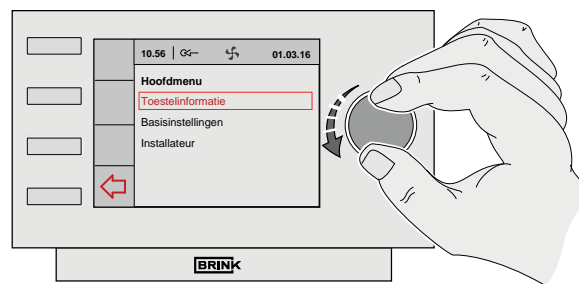 10.56 01.03.16
Hoofdmenu
Toestelinformatie
Basisinstellingen
Installateur
BRINK